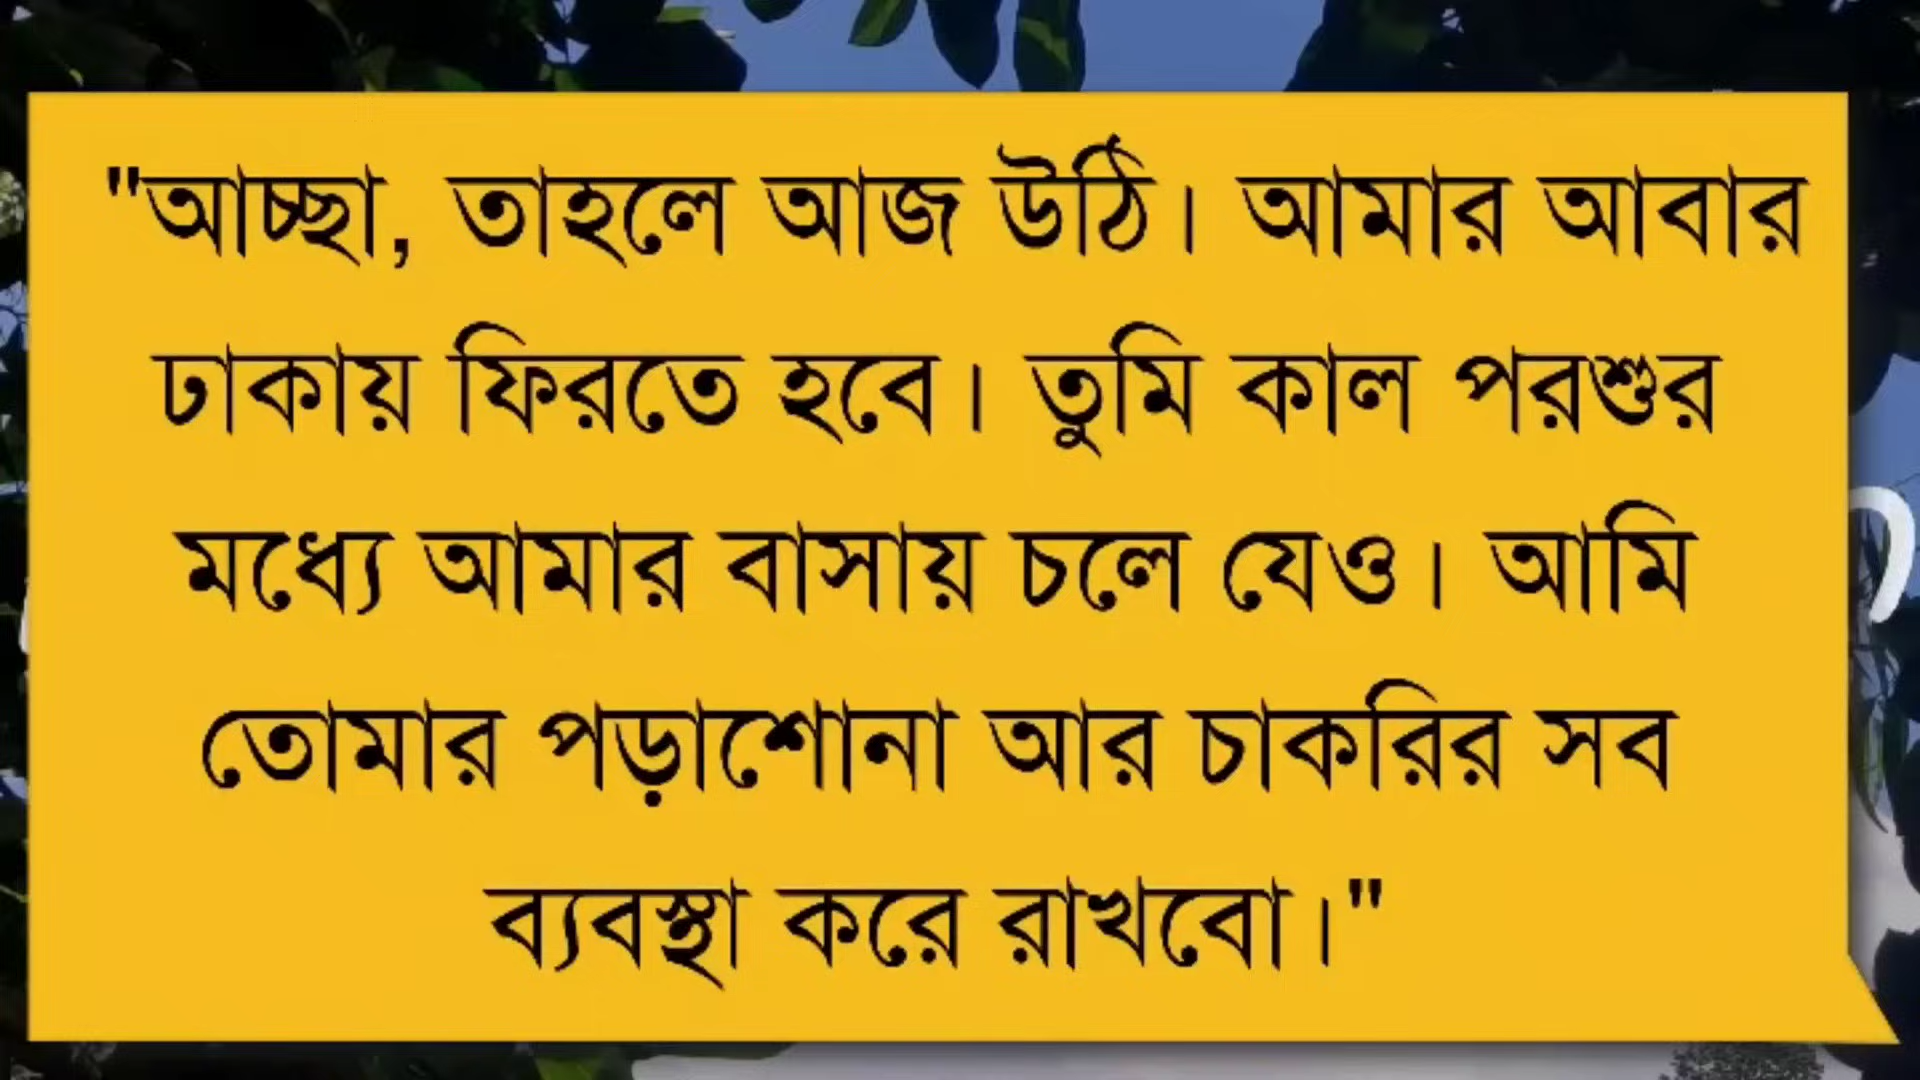 "আচ্ছা, তাহলে আজ উঠি। আমার আবার
ঢাকায় ফিরতে হবে। তুমি কাল পরশুর
মধ্যে আমার বাসায় চলে যেও। আমি
তোমার পড়াশোনা আর চাকরির সব
ব্যবস্থা করে রাখবো।"